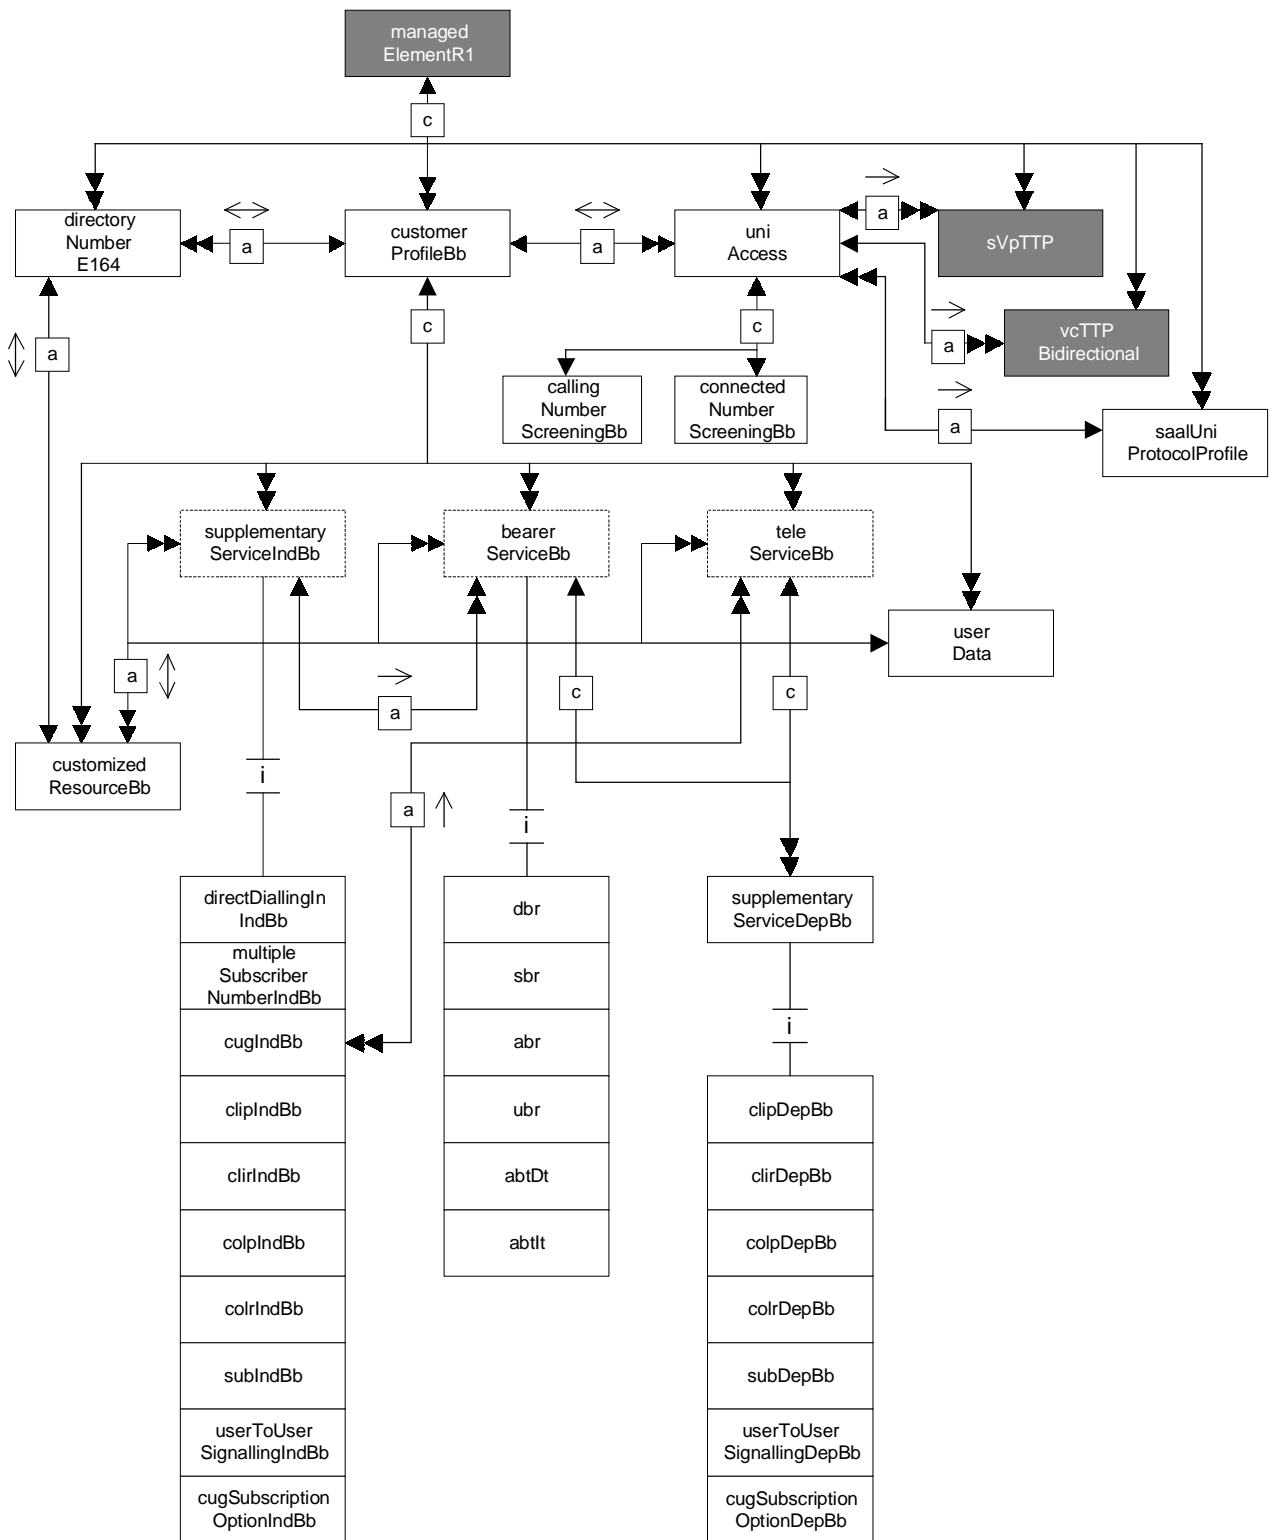 managed
ElementR1
c
directory
Number
E164
a
customer
ProfileBb
a
uni
Access
a
sVpTTP
a
vcTTP
Bidirectional
a
saalUni
ProtocolProfile
a
c
c
calling
Number
ScreeningBb
connected
Number
ScreeningBb
supplementary
ServiceIndBb
bearer
ServiceBb
tele
ServiceBb
user
Data
a
a
c
c
customized
ResourceBb
i
a
i
directDiallingIn
IndBb
multiple
Subscriber
NumberIndBb
cugIndBb
clipIndBb
clirIndBb
colpIndBb
colrIndBb
subIndBb
userToUser
SignallingIndBb
cugSubscription
OptionIndBb
dbr
sbr
abr
ubr
abtDt
abtIt
supplementary
ServiceDepBb
i
clipDepBb
clirDepBb
colpDepBb
colrDepBb
subDepBb
userToUser
SignallingDepBb
cugSubscription
OptionDepBb